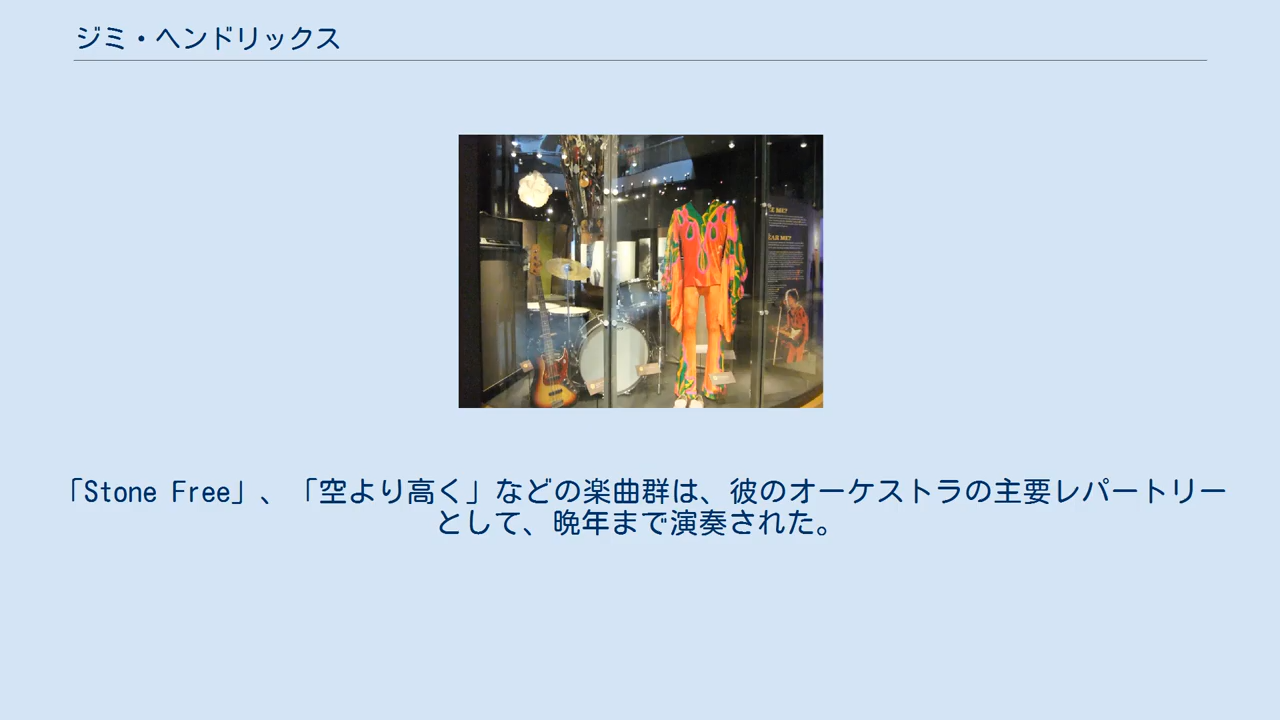 ジミ・ヘンドリックス
「Stone Free」、「空より高く」などの楽曲群は、彼のオーケストラの主要レパートリー
として、晩年まで演奏された。